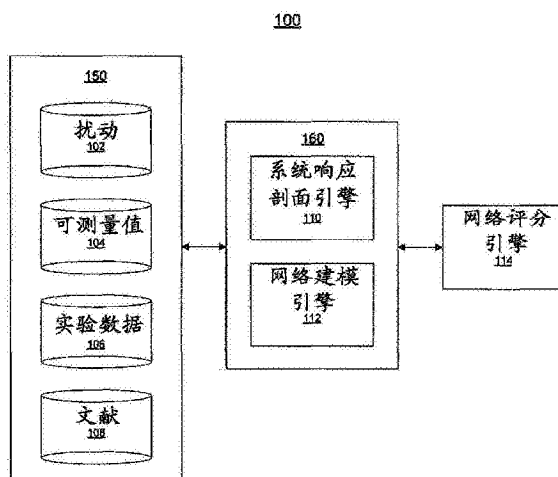 100
150
扰动
102
可测量值
104
实验数据
106
文献
108
160
系统响应
剖面引擎
110
网络建模
引擎
112
网络评分
引擎
114